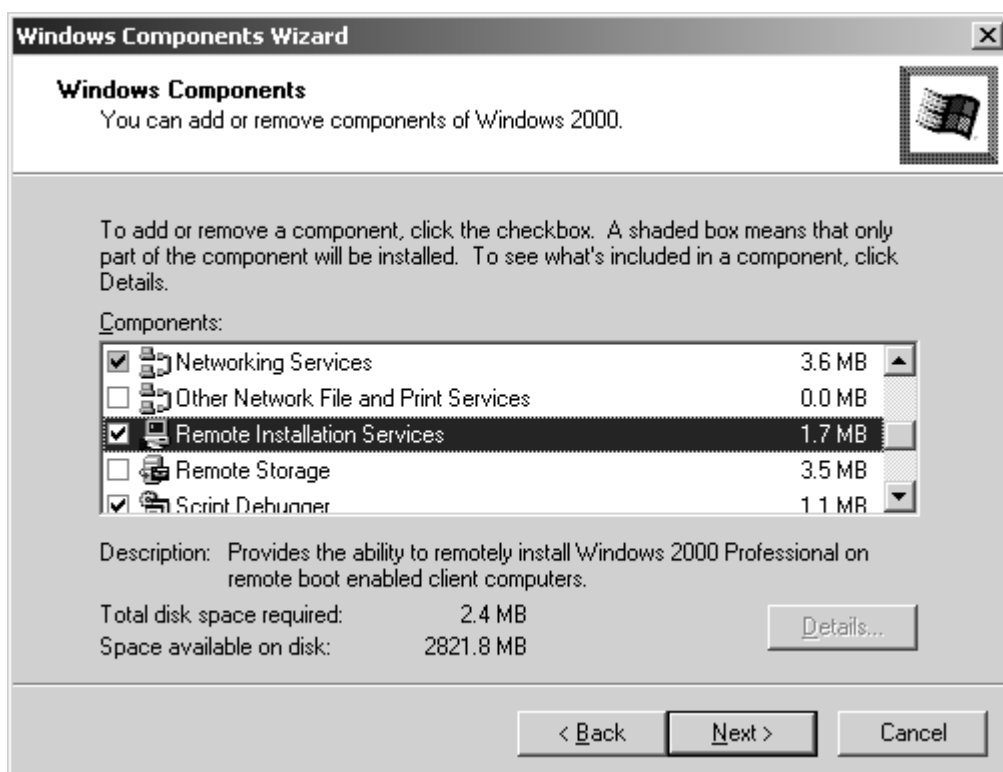 Windows Components Wizard
Windows Components
You can add or remove components of Windows 2000.
To add or remove a component, click the checkbox. A shaded box means that only
part of the component will be installed. To see what's included in a component, click
Details.
Components:
Networking Services 3.6 MB
Other Network File and Print Services 0.0 MB
Remote Installation Services 1.7 MB
Remote Storage 3.5 MB
Script Debugger 1.1 MB
Description: Provides the ability to remotely install Windows 2000 Professional on
remote boot enabled client computers.
Total disk space required: 2.4 MB
Space available on disk: 2821.8 MB
Details...
< Back Next > Cancel